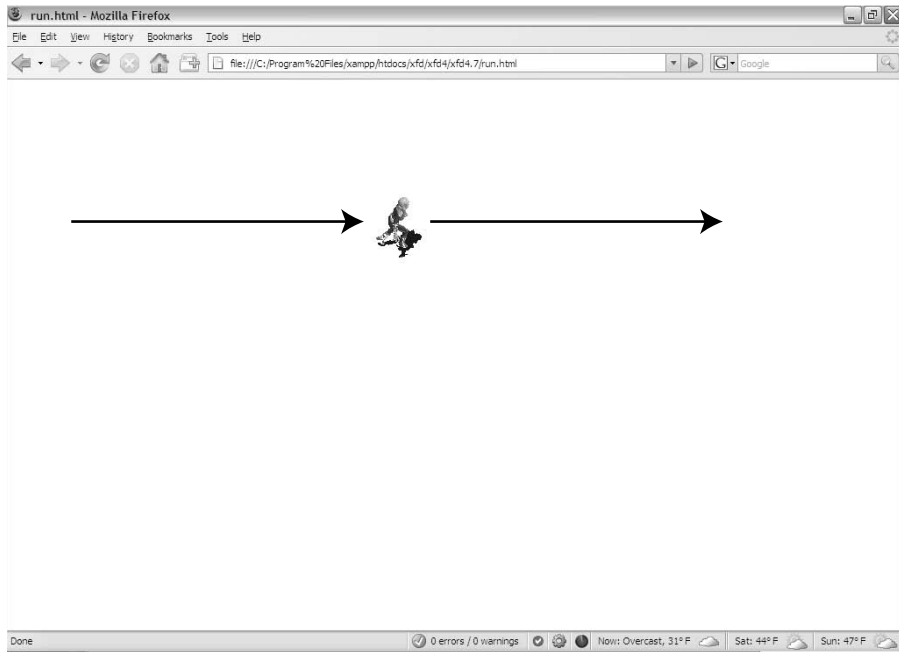 run.html - Mozilla Firefox
File Edit View History Bookmarks Tools Help
file:///C:/Program%20Files/xampp/htdocs/xfd/xfd4/xfd4.7/run.html
G Google
Done 0 errors / 0 warnings Now: Overcast, 31° F Sat: 44° F Sun: 47° F